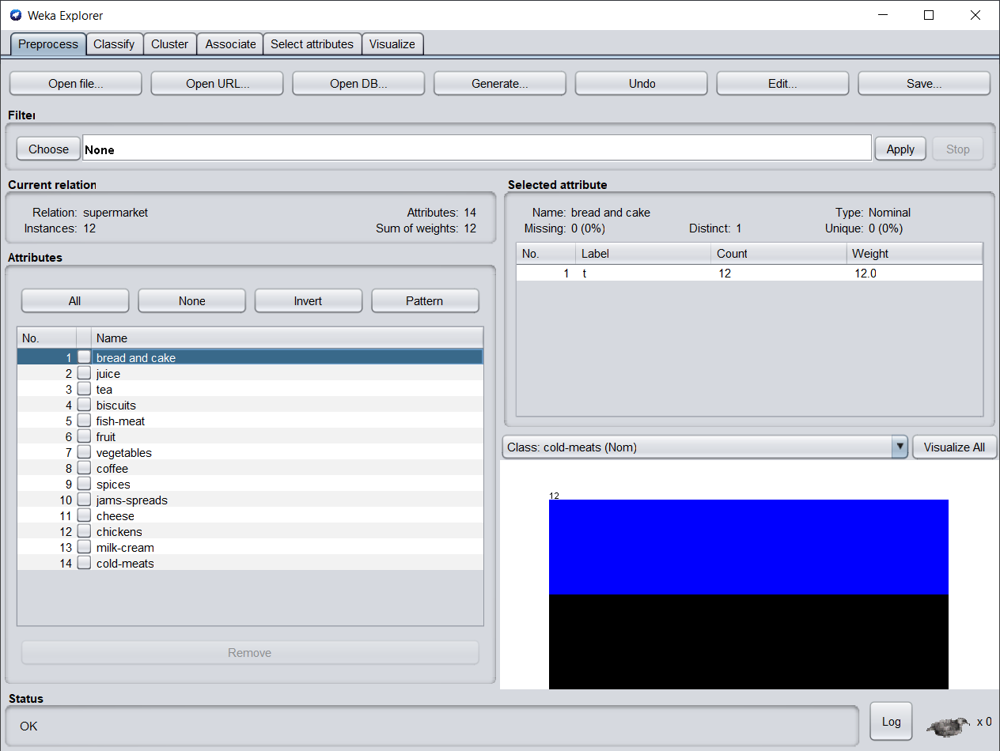 Weka Explorer
Preprocess Classify Cluster Associate Select attributes Visualize
Open file... Open URL... Open DB... Generate... Undo Edit... Save...
Filter
Choose None Apply Stop
Current relation
Relation: supermarket Attributes: 14
Instances: 12 Sum of weights: 12
Attributes
All None Invert Pattern
No. Name
1 bread and cake
2 juice
3 tea
4 biscuits
5 fish-meat
6 fruit
7 vegetables
8 coffee
9 spices
10 jams-spreads
11 cheese
12 chickens
13 milk-cream
14 cold-meats
Remove
Selected attribute
Name: bread and cake Type: Nominal
Missing: 0 (0%) Distinct: 1 Unique: 0 (0%)
No. Label Count Weight
1 t 12 12.0
Class: cold-meats (Nom) Visualize All
12
Status
OK
Log x 0